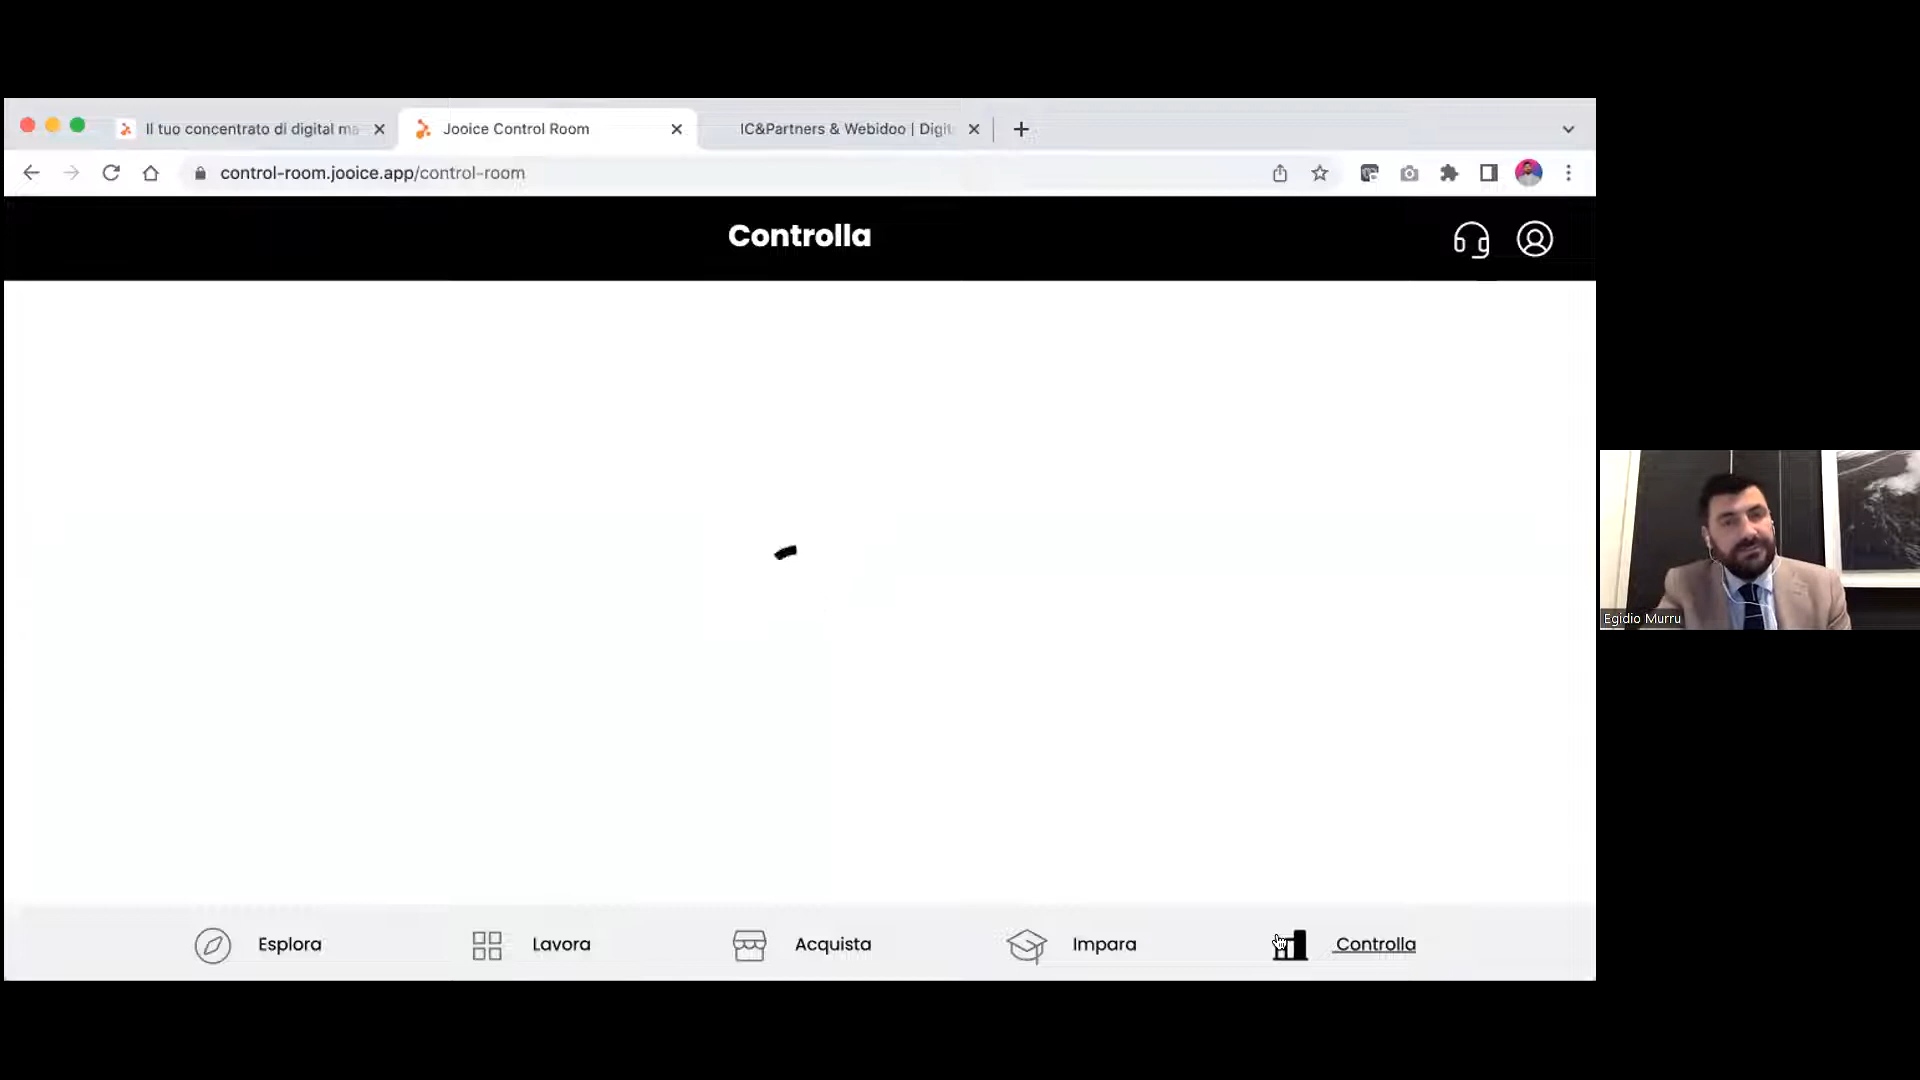 Il tuo concentrato di digital ma
Jooice Control Room
IC&Partners & Webidoo | Digit
control-room.jooice.app/control-room
Controlla
Egidio Murru
Esplora
Lavora
Acquista
Impara
Controlla